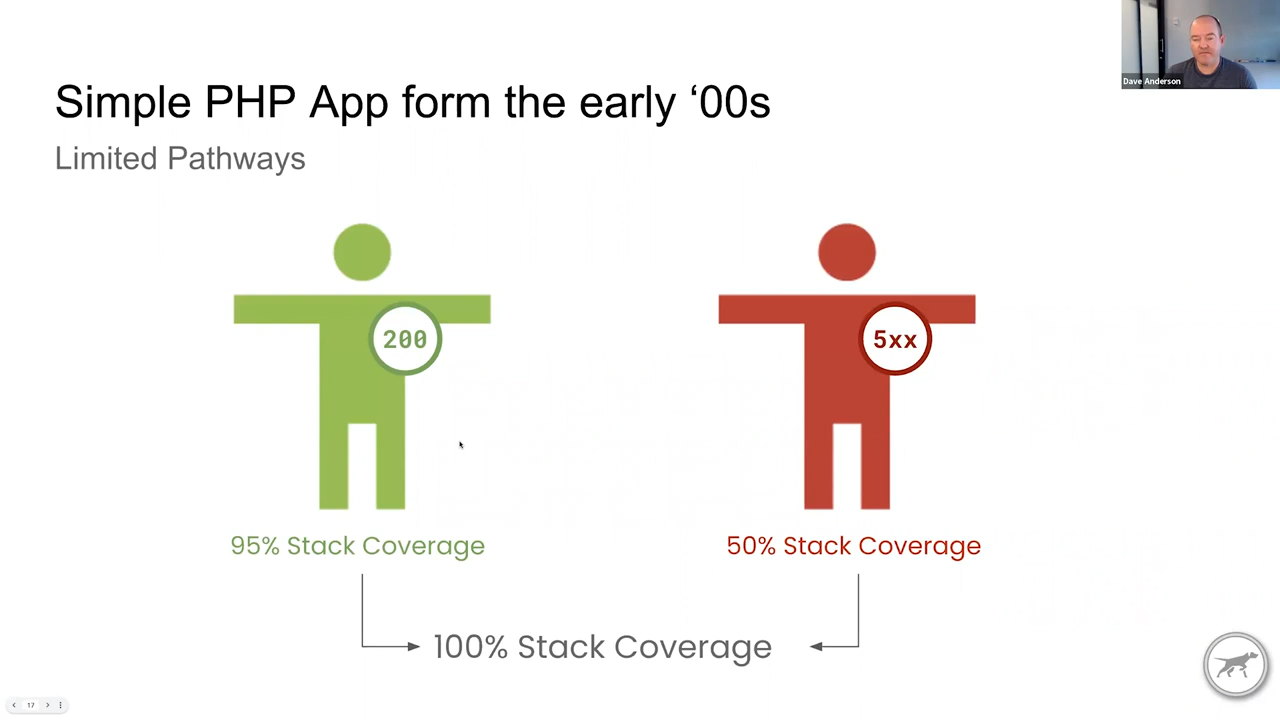 Dave Anderson
Simple PHP App form the early ‘00s
Limited Pathways
200
5xx
95% Stack Coverage
50% Stack Coverage
100% Stack Coverage
17